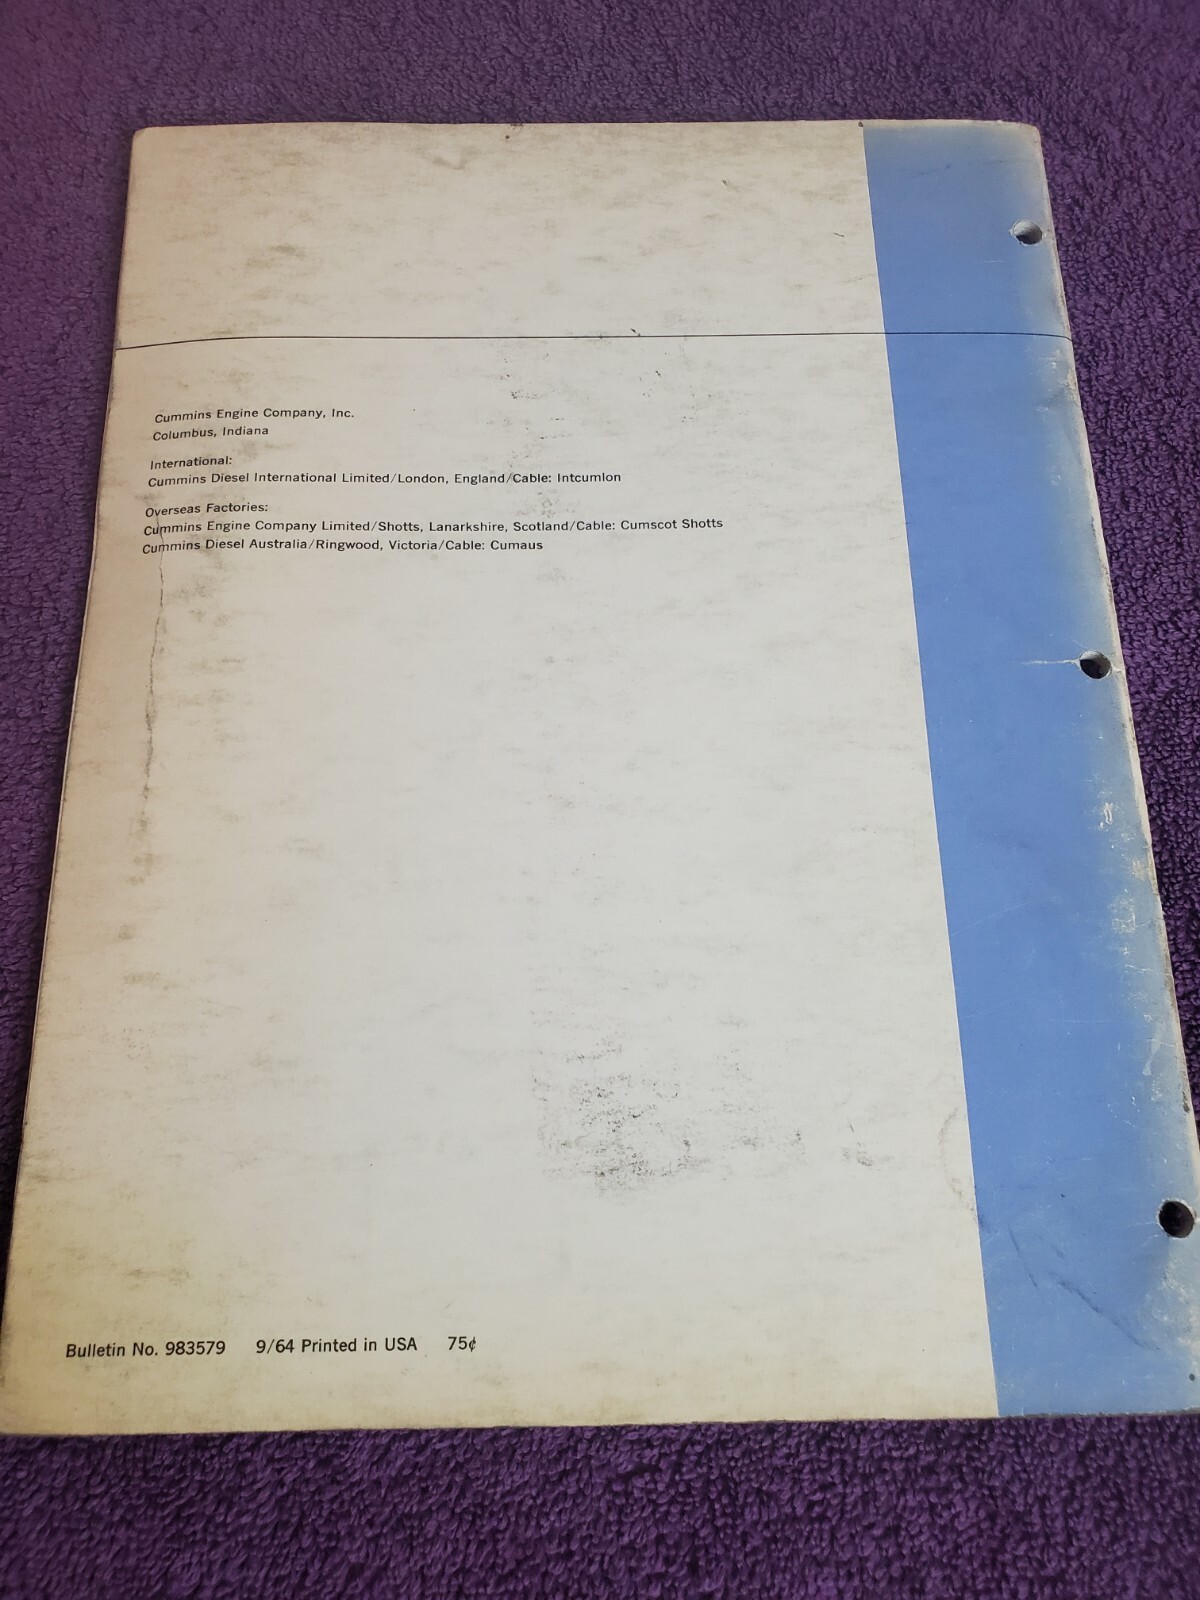 Cummins Engine Company, Inc.
Columbus, Indiana
International:
Cummins Diesel International Limited/London, England/Cable: Intcumlon
Overseas Factories:
Cummins Engine Company Limited/Shotts, Lanarkshire, Scotland/Cable: Cumscot Shotts
Cummins Diesel Australia/Ringwood, Victoria/Cable: Cumaus
Bulletin No. 983579 9/64 Printed in USA 75¢